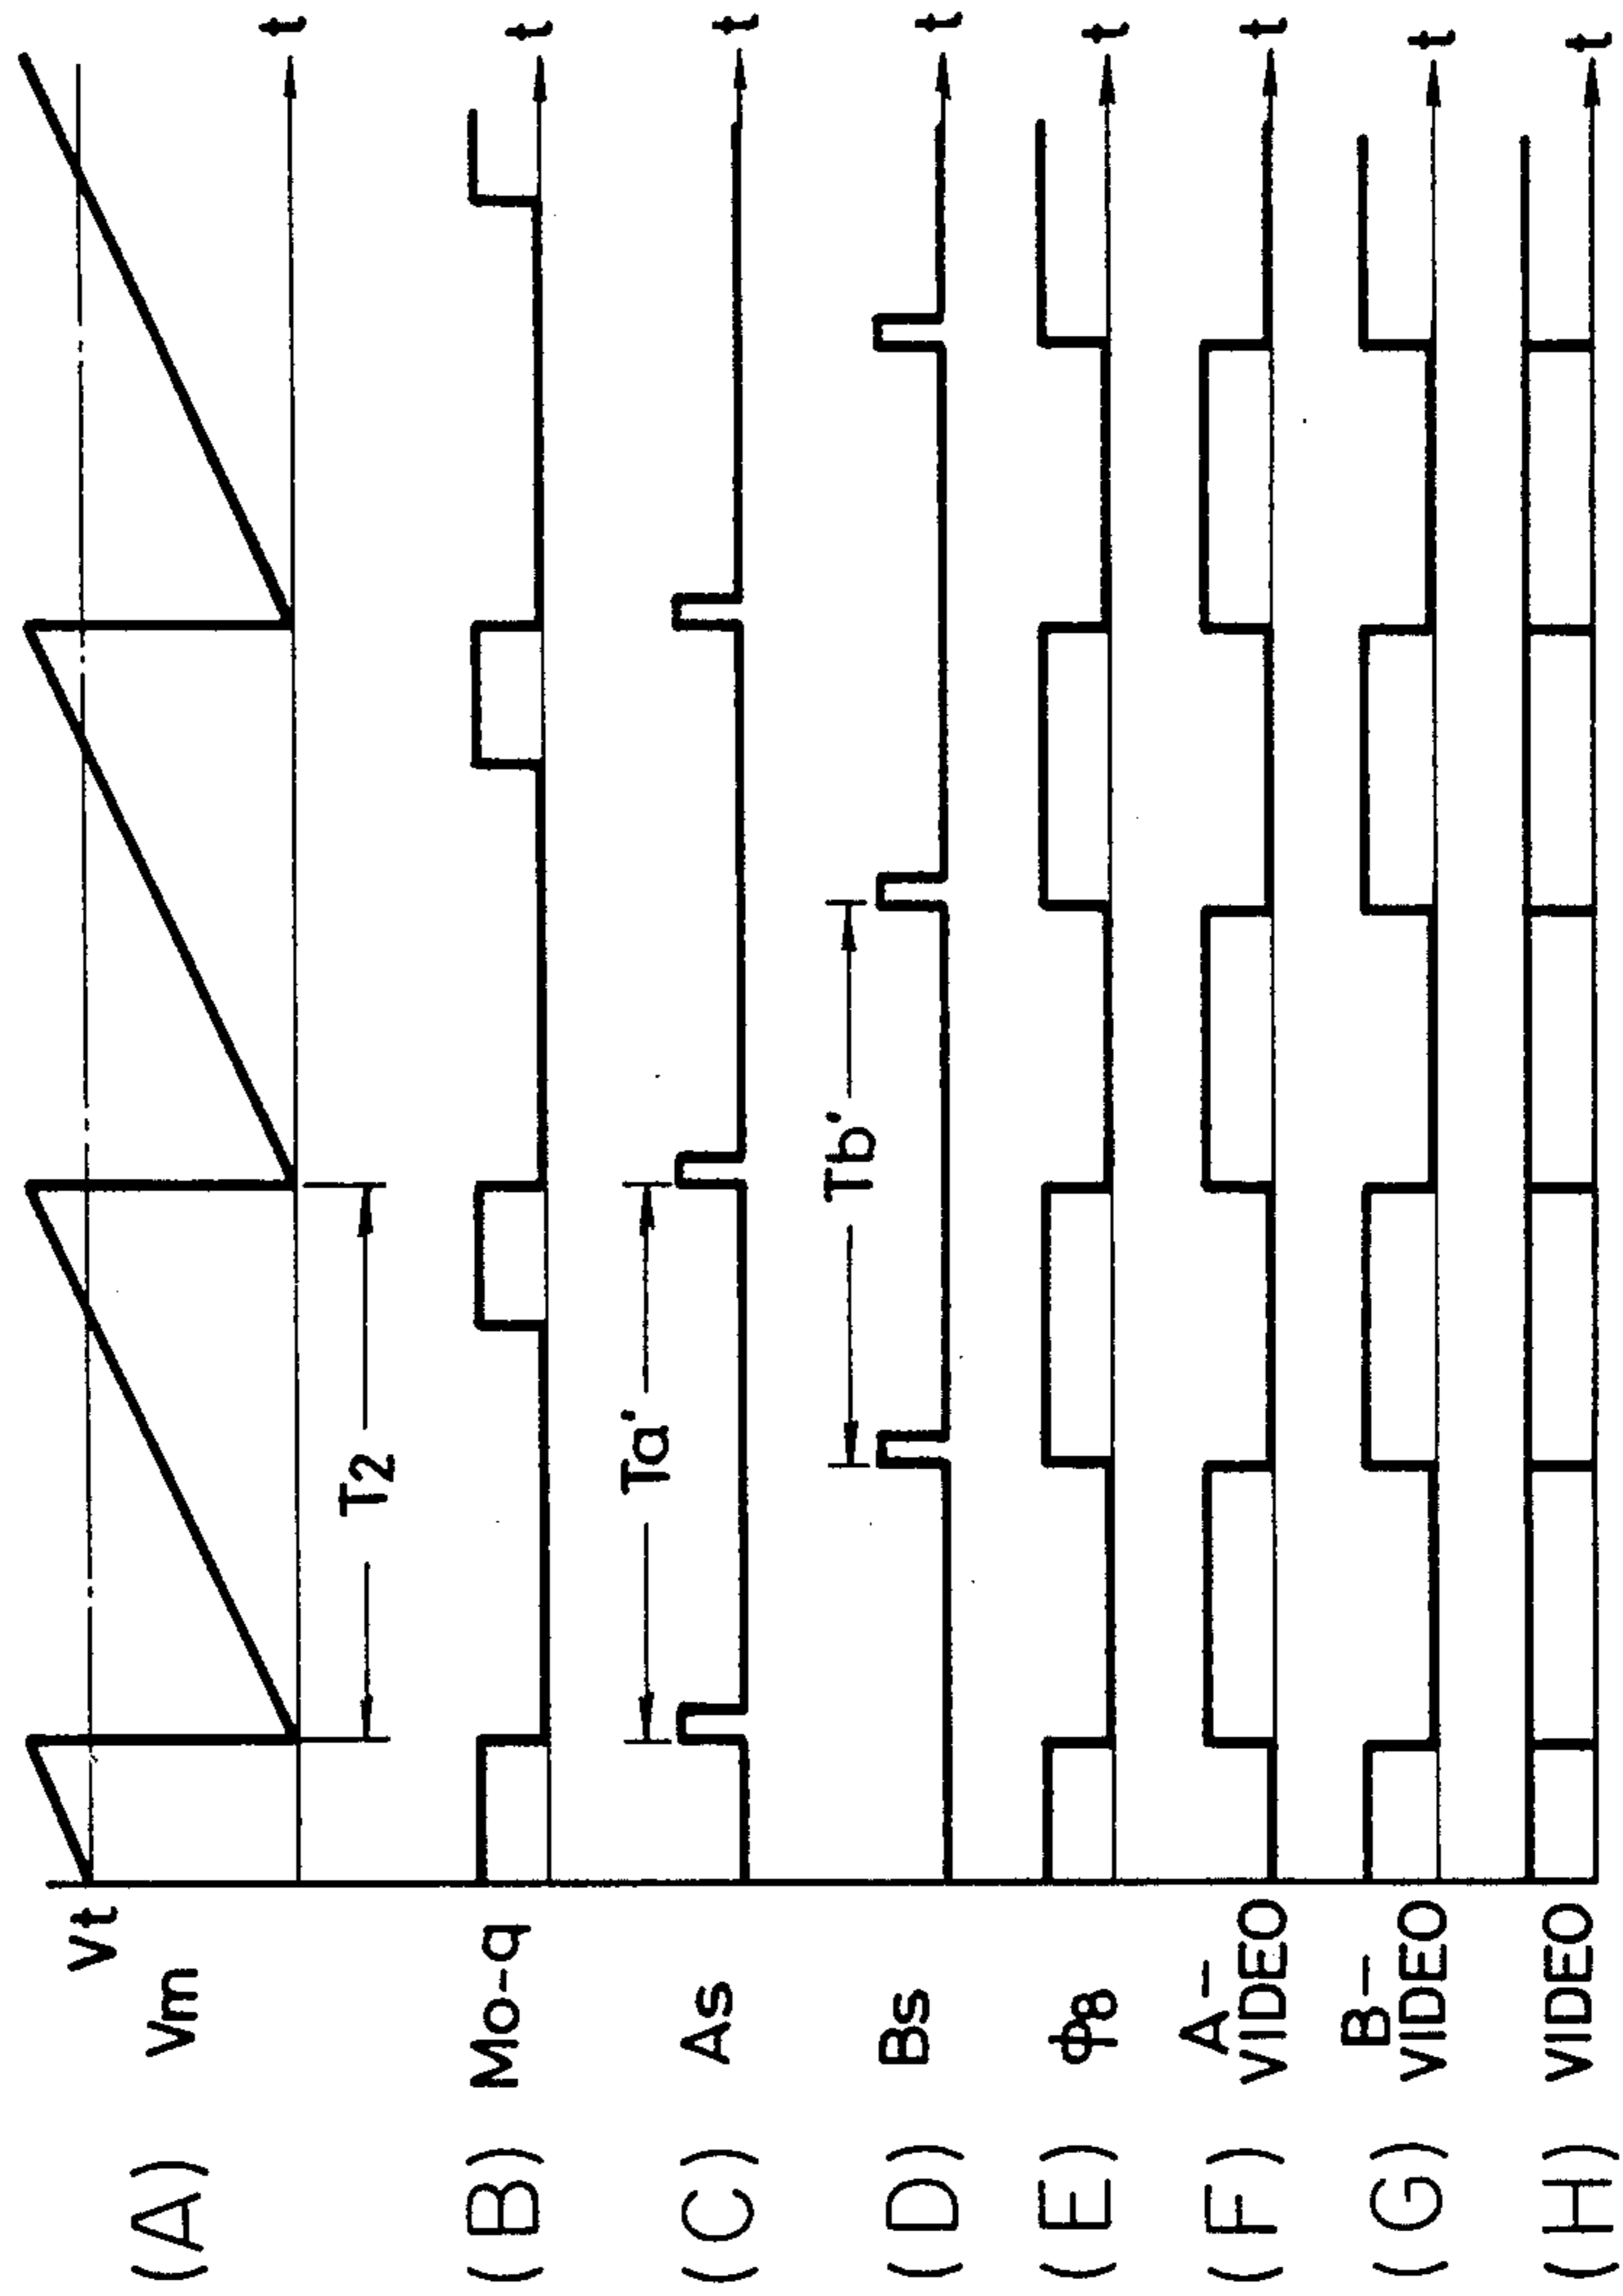 (A) Vt
Vm
t
T2
(B) Mo-q
t
Ta'
(C) As
t
Tb'
(D) Bs
t
(E) φ8
t
(F) A-
VIDEO
t
(G) B-
VIDEO
t
(H) VIDEO
t